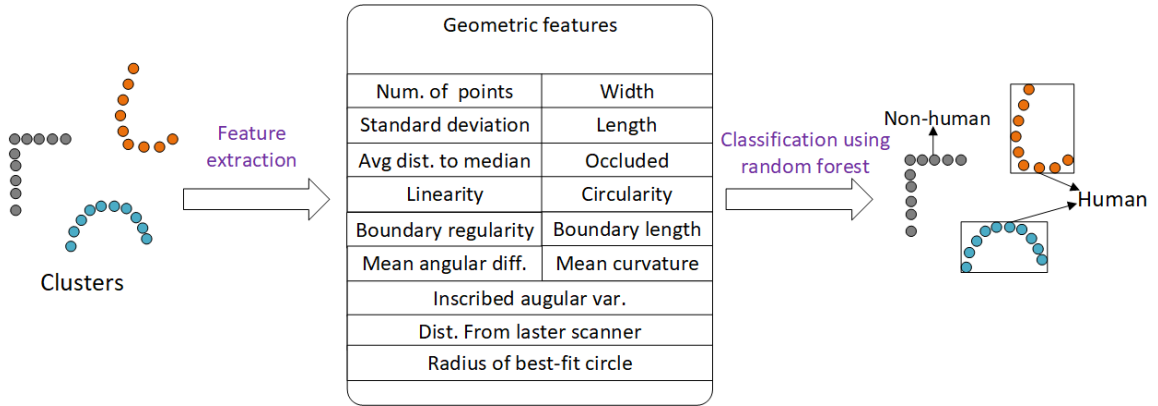 Geometric features
Num. of points
Width
Standard deviation
Length
Avg dist. to median
Occluded
Linearity
Circularity
Boundary regularity
Boundary length
Mean angular diff.
Mean curvature
Inscribed augular var.
Dist. From laster scanner
Radius of best-fit circle
Clusters
Feature
extraction
Classification using
random forest
Non-human
Human